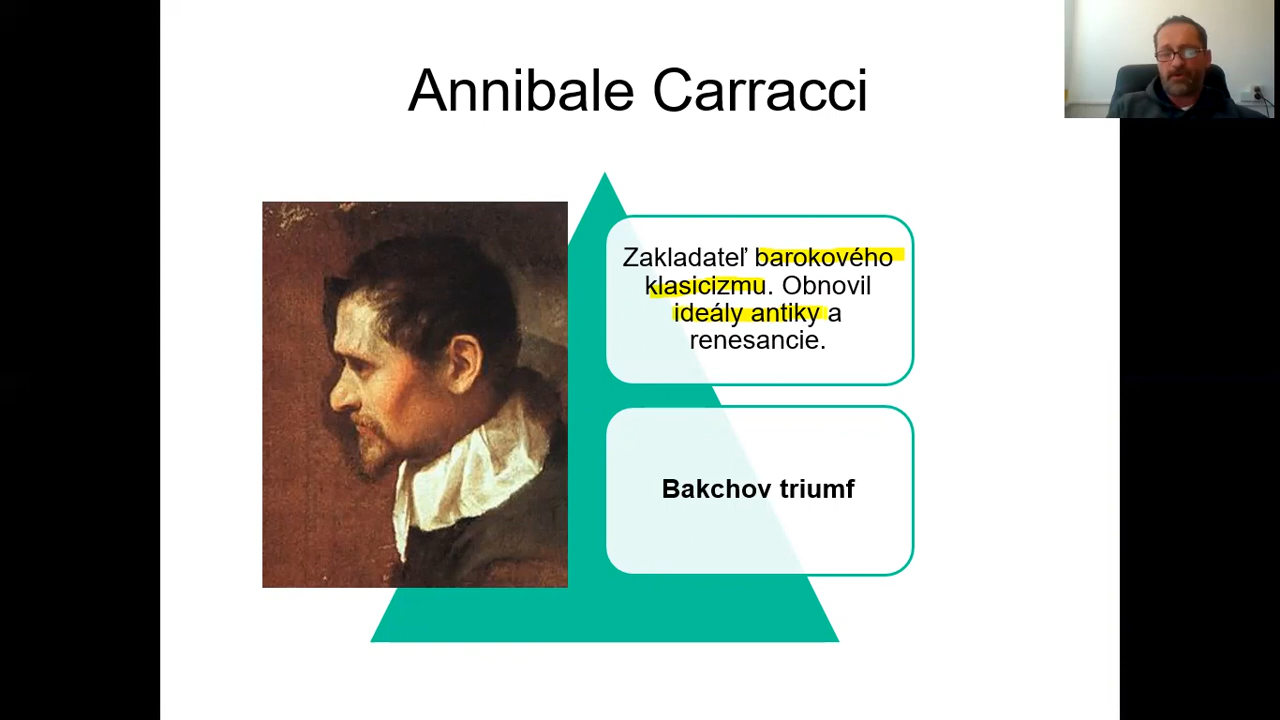 Annibale Carracci
Zakladateľ barokového
klasicizmu. Obnovil
ideály antiky a
renesancie.
Bakchov triumf